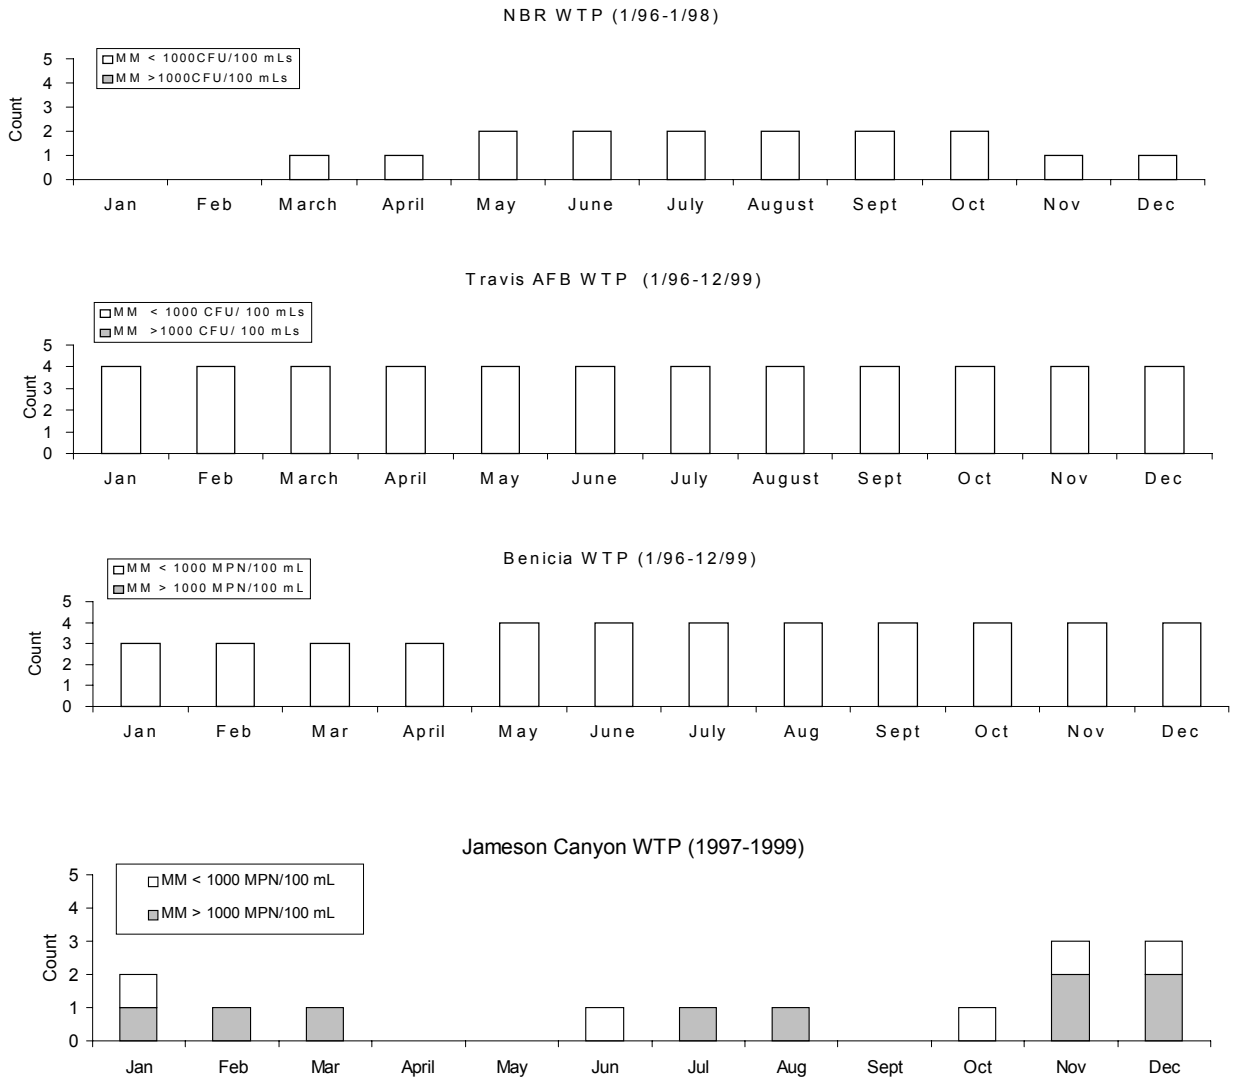 NBR WTP (1/96-1/98)
MM < 1000CFU/100 mLs
MM >1000CFU/100 mLs
Count
5
4
3
2
1
0
Jan Feb March April May June July August Sept Oct Nov Dec
Travis AFB WTP (1/96-12/99)
MM < 1000 CFU/ 100 mLs
MM >1000 CFU/ 100 mLs
Count
5
4
3
2
1
0
Jan Feb March April May June July August Sept Oct Nov Dec
Benicia WTP (1/96-12/99)
MM < 1000 MPN/100 mL
MM > 1000 MPN/100 mL
Count
5
4
3
2
1
0
Jan Feb Mar April May June July Aug Sept Oct Nov Dec
Jameson Canyon WTP (1997-1999)
MM < 1000 MPN/100 mL
MM > 1000 MPN/100 mL
Count
5
4
3
2
1
0
Jan Feb Mar April May Jun Jul Aug Sept Oct Nov Dec